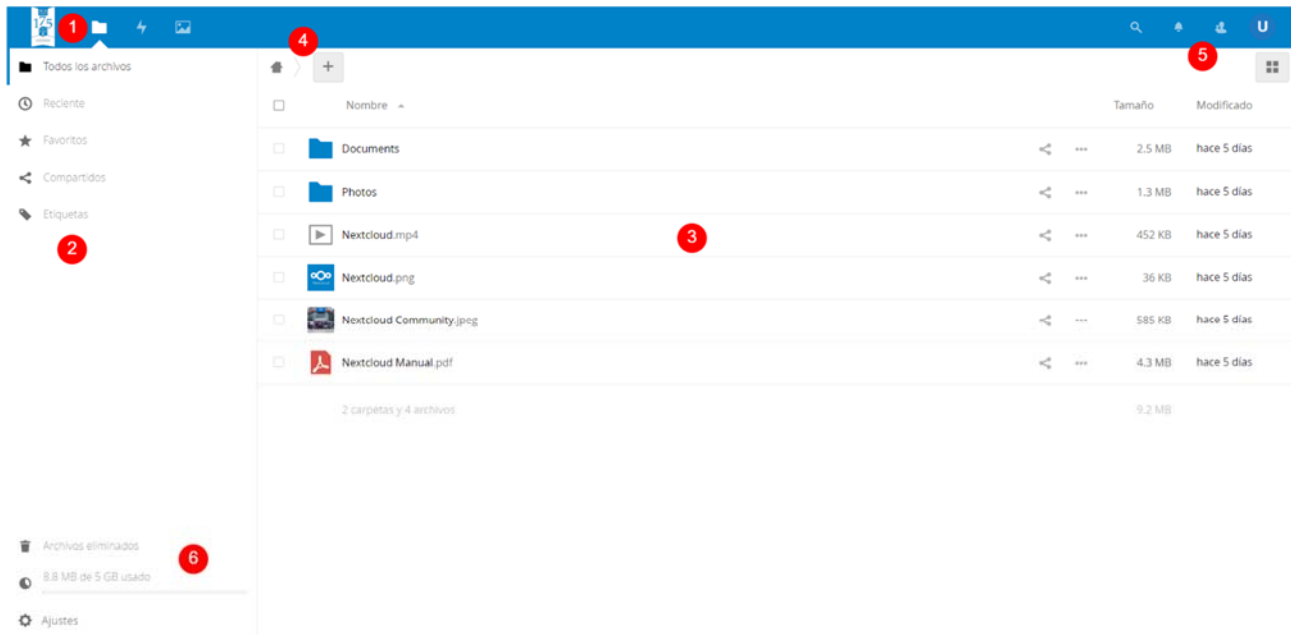 175
1
U
4
5
Todos los archivos
+
Reciente
Nombre
Tamaño
Modificado
Favoritos
Documents
2.5 MB
hace 5 días
Compartidos
Photos
1.3 MB
hace 5 días
Etiquetas
2
Nextcloud.mp4
3
452 KB
hace 5 días
Nextcloud.png
36 KB
hace 5 días
Nextcloud Community.jpeg
585 KB
hace 5 días
Nextcloud Manual.pdf
4.3 MB
hace 5 días
2 carpetas y 4 archivos
9.2 MB
Archivos eliminados
6
8.8 MB de 5 GB usado
Ajustes